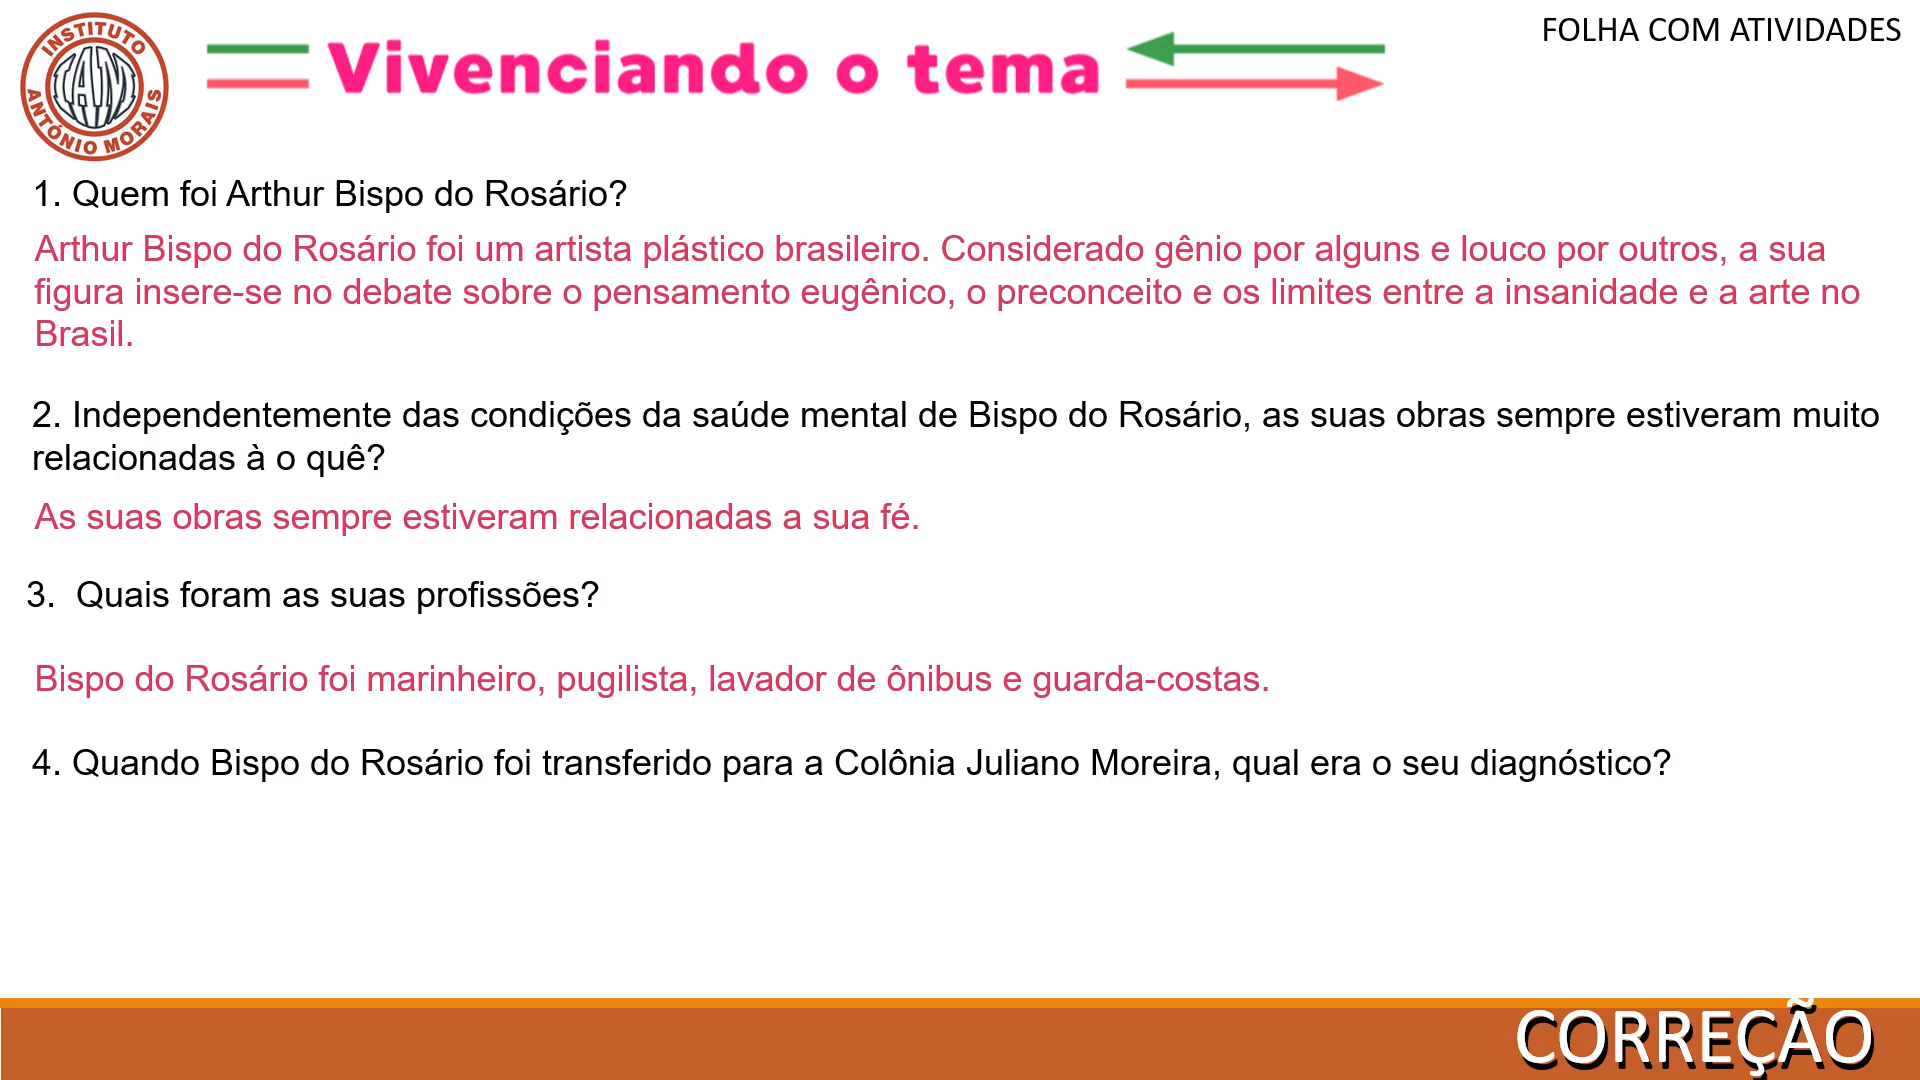 INSTITUTO
IAM
ANTÓNIO MORAIS
Vivenciando o tema
FOLHA COM ATIVIDADES
1. Quem foi Arthur Bispo do Rosário?
Arthur Bispo do Rosário foi um artista plástico brasileiro. Considerado gênio por alguns e louco por outros, a sua
figura insere-se no debate sobre o pensamento eugênico, o preconceito e os limites entre a insanidade e a arte no
Brasil.
2. Independentemente das condições da saúde mental de Bispo do Rosário, as suas obras sempre estiveram muito
relacionadas à o quê?
As suas obras sempre estiveram relacionadas a sua fé.
3. Quais foram as suas profissões?
Bispo do Rosário foi marinheiro, pugilista, lavador de ônibus e guarda-costas.
4. Quando Bispo do Rosário foi transferido para a Colônia Juliano Moreira, qual era o seu diagnóstico?
CORREÇÃO